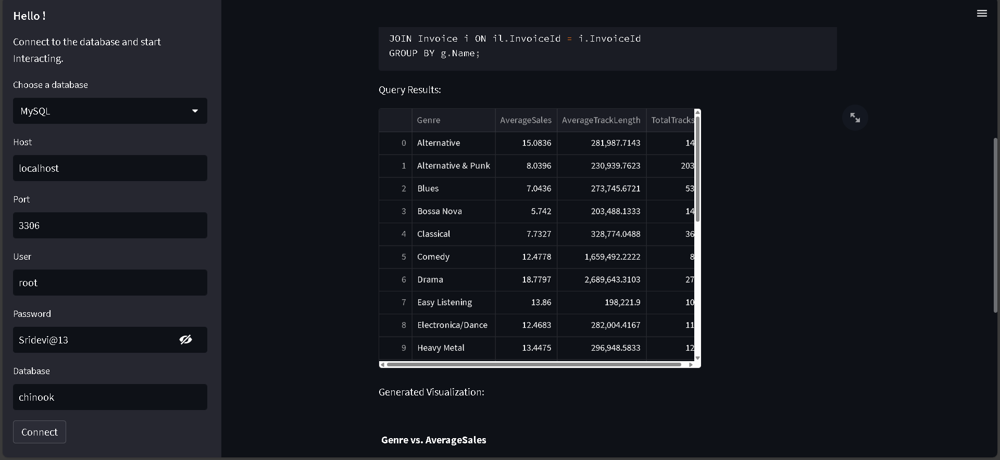 Hello !
Connect to the database and start
Interacting.
Choose a database
MySQL
Host
localhost
Port
3306
User
root
Password
Sridevi@13
Database
chinook
Connect
JOIN Invoice i ON il.InvoiceId = i.InvoiceId
GROUP BY g.Name;
Query Results:
Genre AverageSales AverageTrackLength TotalTracks
0 Alternative 15.0836 281,987.7143 14
1 Alternative & Punk 8.0396 230,939.7623 203
2 Blues 7.0436 273,745.6721 53
3 Bossa Nova 5.742 203,488.1333 14
4 Classical 7.7327 328,774.0488 36
5 Comedy 12.4778 1,659,492.2222 8
6 Drama 18.7797 2,689,643.3103 27
7 Easy Listening 13.86 198,221.9 10
8 Electronica/Dance 12.4683 282,004.4167 11
9 Heavy Metal 13.4475 296,948.5833 12
Generated Visualization:
Genre vs. AverageSales